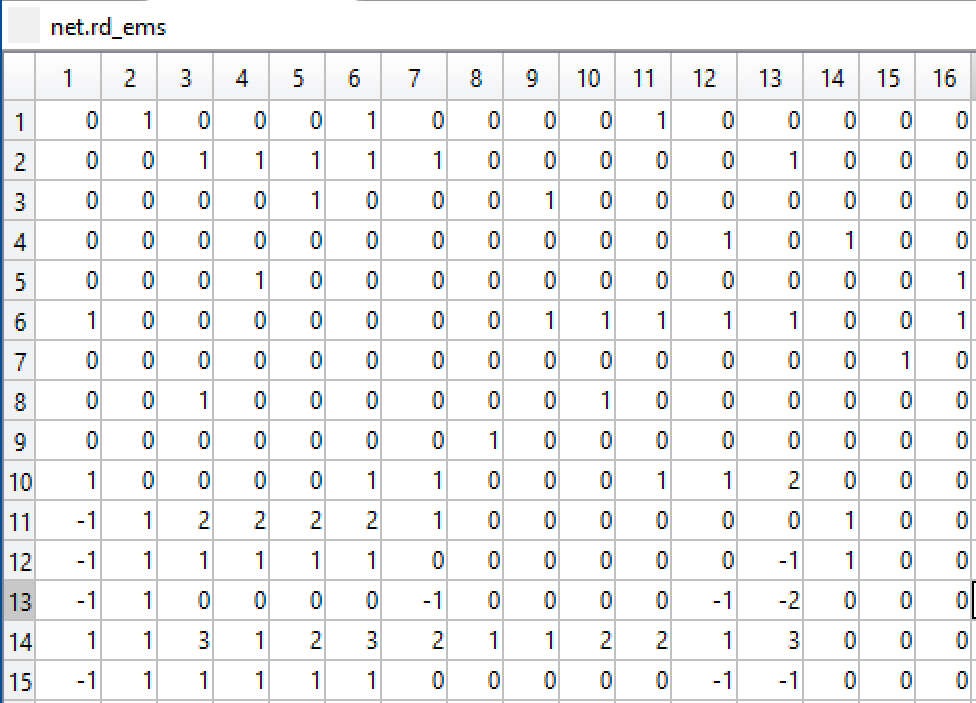 net.rd_ems
1 2 3 4 5 6 7 8 9 10 11 12 13 14 15 16
1 0 1 0 0 0 1 0 0 0 0 1 0 0 0 0 0
2 0 0 1 1 1 1 1 0 0 0 0 0 1 0 0 0
3 0 0 0 0 1 0 0 0 1 0 0 0 0 0 0 0
4 0 0 0 0 0 0 0 0 0 0 0 1 0 1 0 0
5 0 0 0 1 0 0 0 0 0 0 0 0 0 0 0 1
6 1 0 0 0 0 0 0 0 1 1 1 1 1 0 0 1
7 0 0 0 0 0 0 0 0 0 0 0 0 0 0 1 0
8 0 0 1 0 0 0 0 0 0 1 0 0 0 0 0 0
9 0 0 0 0 0 0 0 1 0 0 0 0 0 0 0 0
10 1 0 0 0 0 1 1 0 0 0 1 1 2 0 0 0
11 -1 1 2 2 2 2 1 0 0 0 0 0 0 1 0 0
12 -1 1 1 1 1 1 0 0 0 0 0 0 -1 1 0 0
13 -1 1 0 0 0 0 -1 0 0 0 0 -1 -2 0 0 0
14 1 1 3 1 2 3 2 1 1 2 2 1 3 0 0 0
15 -1 1 1 1 1 1 0 0 0 0 0 -1 -1 0 0 0